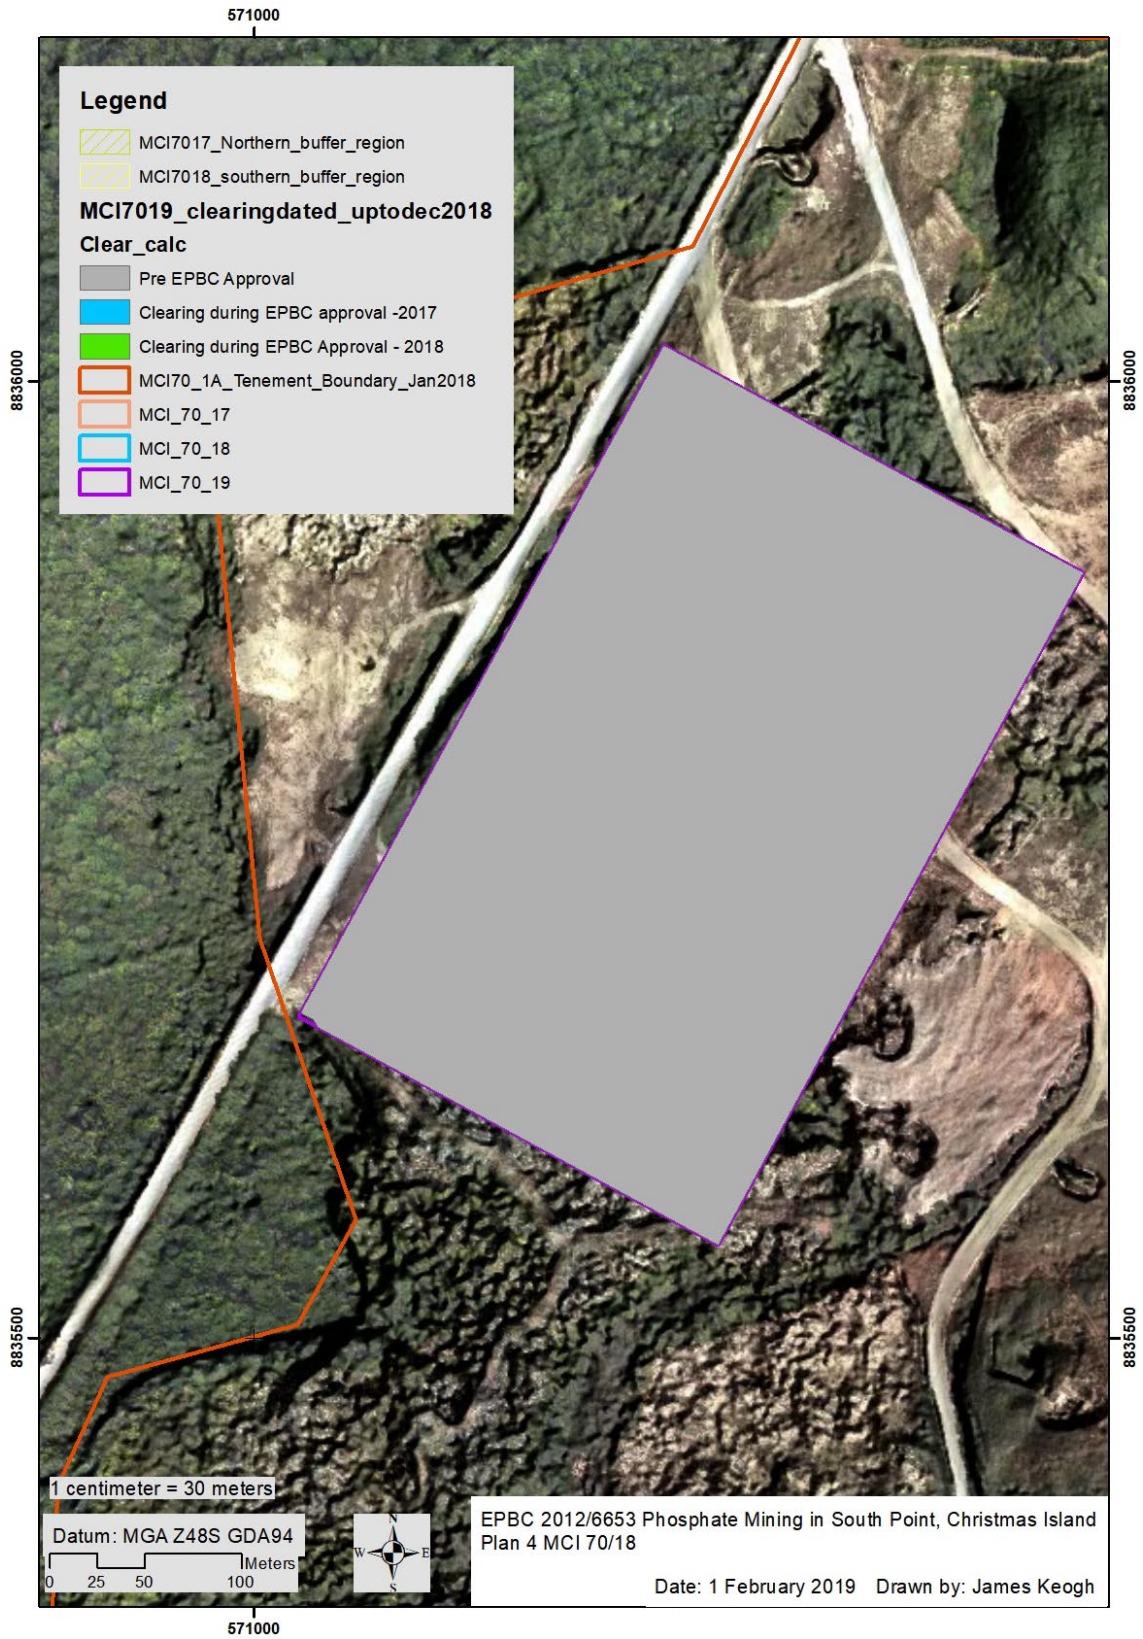 571000
Legend
MCI7017_Northern_buffer_region
MCI7018_southern_buffer_region
MCI7019_clearingdated_uptodec2018
Clear_calc
Pre EPBC Approval
Clearing during EPBC approval -2017
Clearing during EPBC Approval - 2018
MCI70_1A_Tenement_Boundary_Jan2018
MCI_70_17
MCI_70_18
MCI_70_19
8836000
8836000
8835500
8835500
1 centimeter = 30 meters
Datum: MGA Z48S GDA94
Meters
0 25 50 100
N
W E
S
EPBC 2012/6653 Phosphate Mining in South Point, Christmas Island
Plan 4 MCI 70/18
Date: 1 February 2019 Drawn by: James Keogh
571000